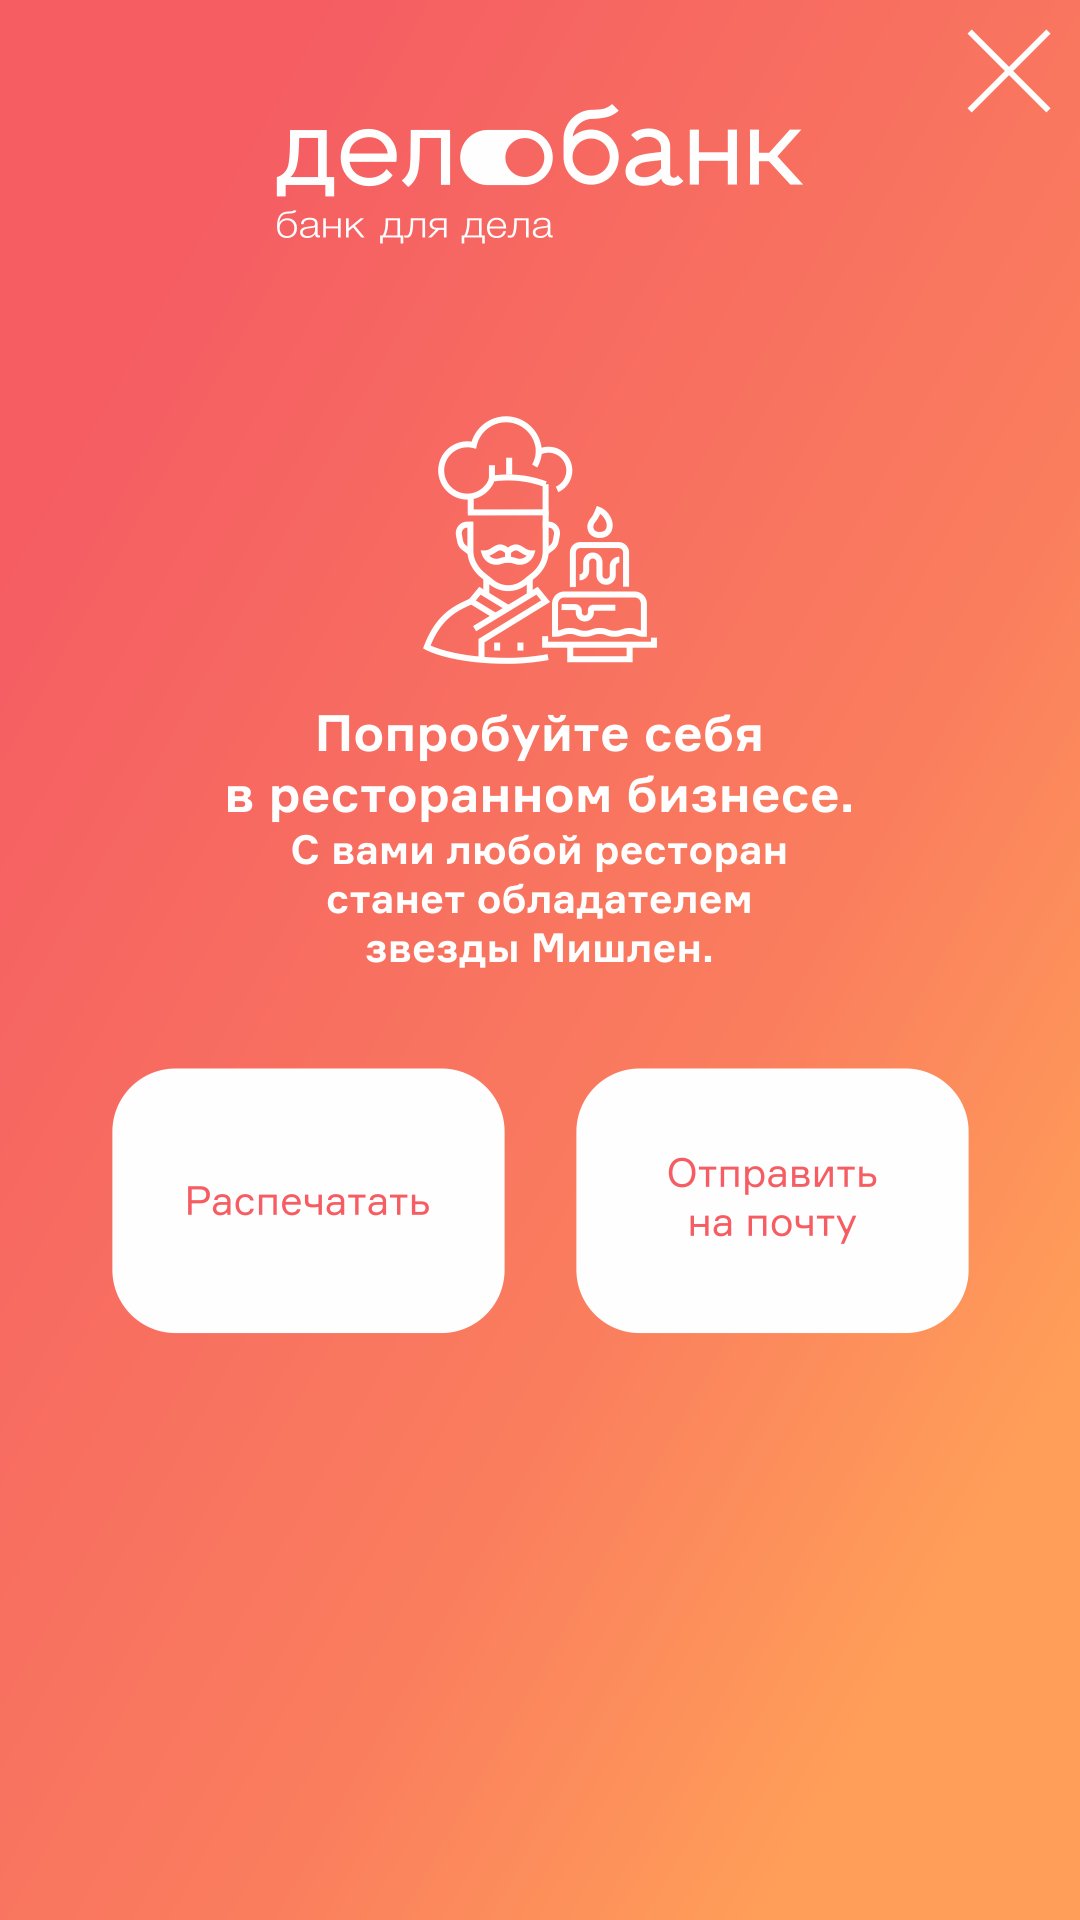 делобанк
банк для дела
Попробуйте себя
в ресторанном бизнесе.
С вами любой ресторан
станет обладателем
звезды Мишлен.
Распечатать
Отправить
на почту